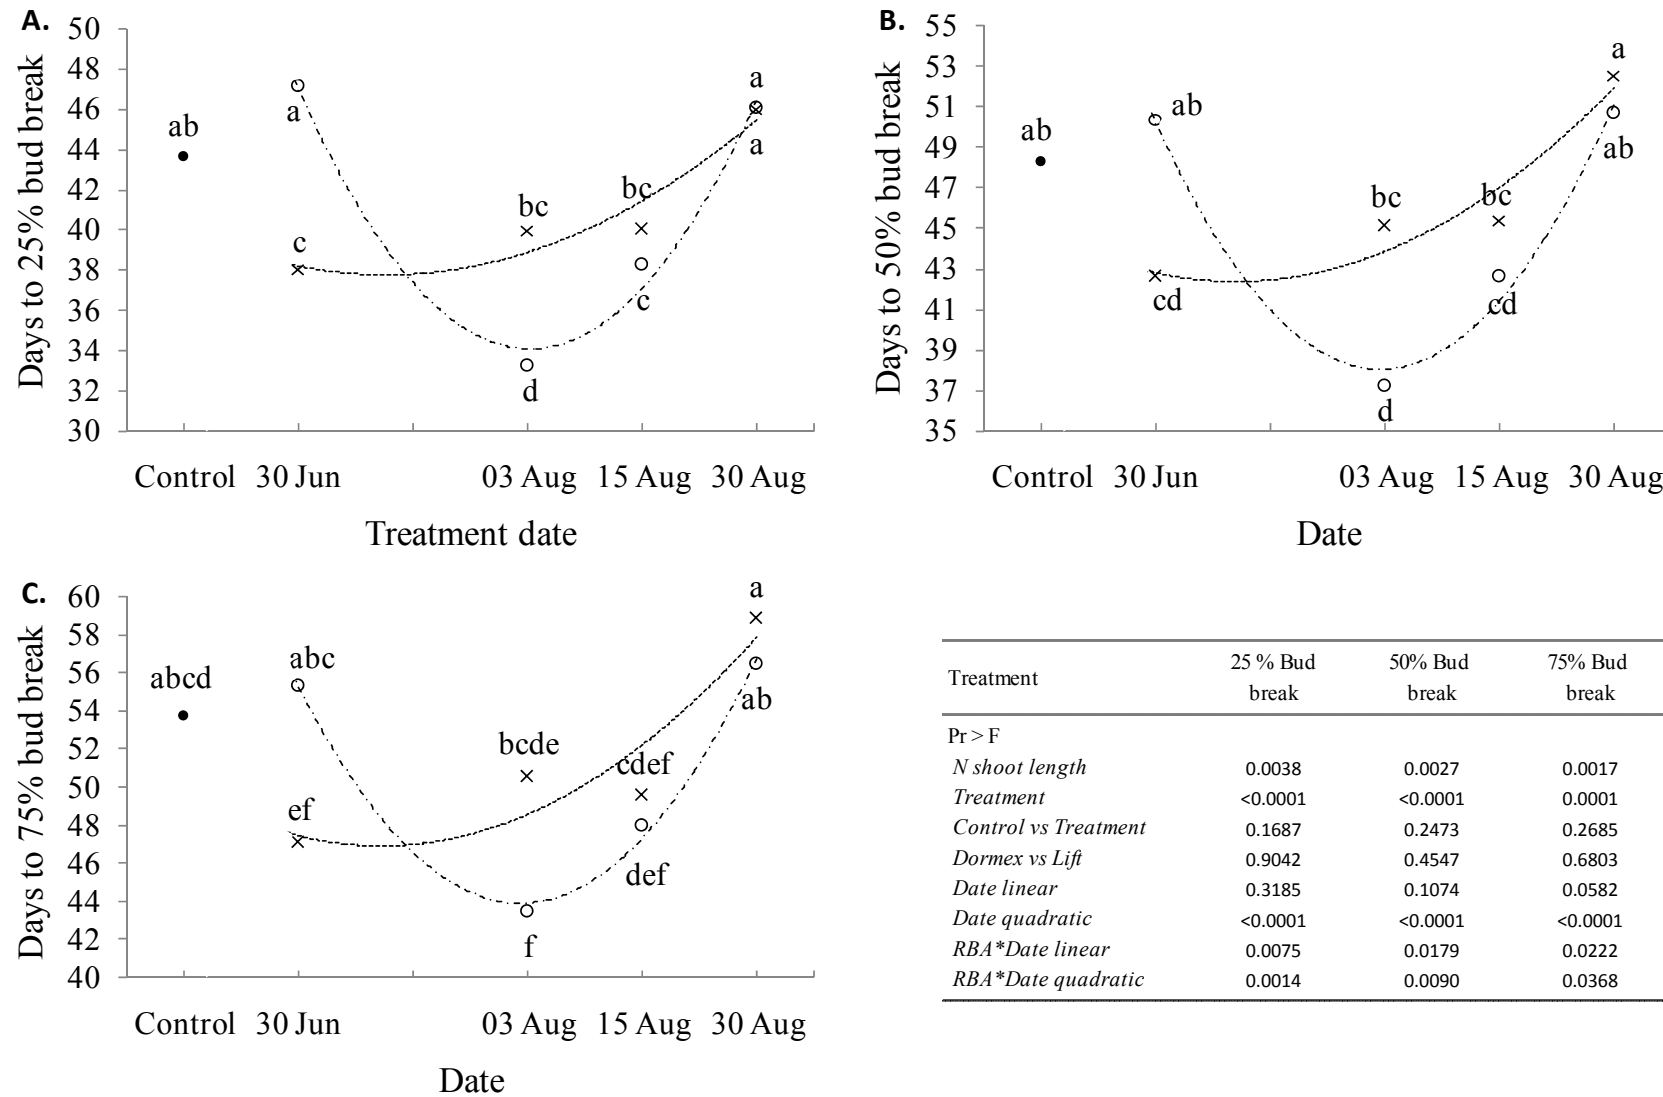 A.
Days to 25% bud break
50
48
46
44
42
40
38
36
34
32
30
ab
a
c
bc
d
bc
c
a
a
Control 30 Jun 03 Aug 15 Aug 30 Aug
Treatment date
B.
Days to 50% bud break
55
53
51
49
47
45
43
41
39
37
35
ab
ab
cd
bc
d
bc
cd
a
ab
Control 30 Jun 03 Aug 15 Aug 30 Aug
Date
C.
Days to 75% bud break
60
58
56
54
52
50
48
46
44
42
40
abcd
abc
ef
bcde
f
cdef
def
a
ab
Control 30 Jun 03 Aug 15 Aug 30 Aug
Date
Treatment 25 % Bud break 50% Bud break 75% Bud break
Pr > F
N shoot length 0.0038 0.0027 0.0017
Treatment <0.0001 <0.0001 0.0001
Control vs Treatment 0.1687 0.2473 0.2685
Dormex vs Lift 0.9042 0.4547 0.6803
Date linear 0.3185 0.1074 0.0582
Date quadratic <0.0001 <0.0001 <0.0001
RBA*Date linear 0.0075 0.0179 0.0222
RBA*Date quadratic 0.0014 0.0090 0.0368